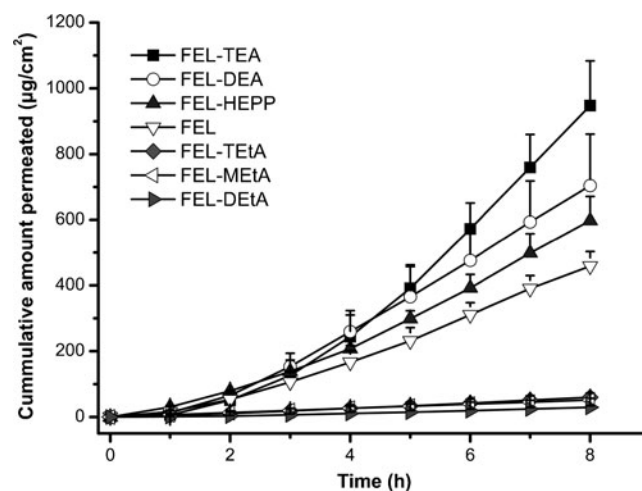 1200
1000
800
600
400
200
0
Cummulative amount permeated (μg/cm²)
FEL-TEA
FEL-DEA
FEL-HEPP
FEL
FEL-TEtA
FEL-MEtA
FEL-DEtA
0 2 4 6 8
Time (h)